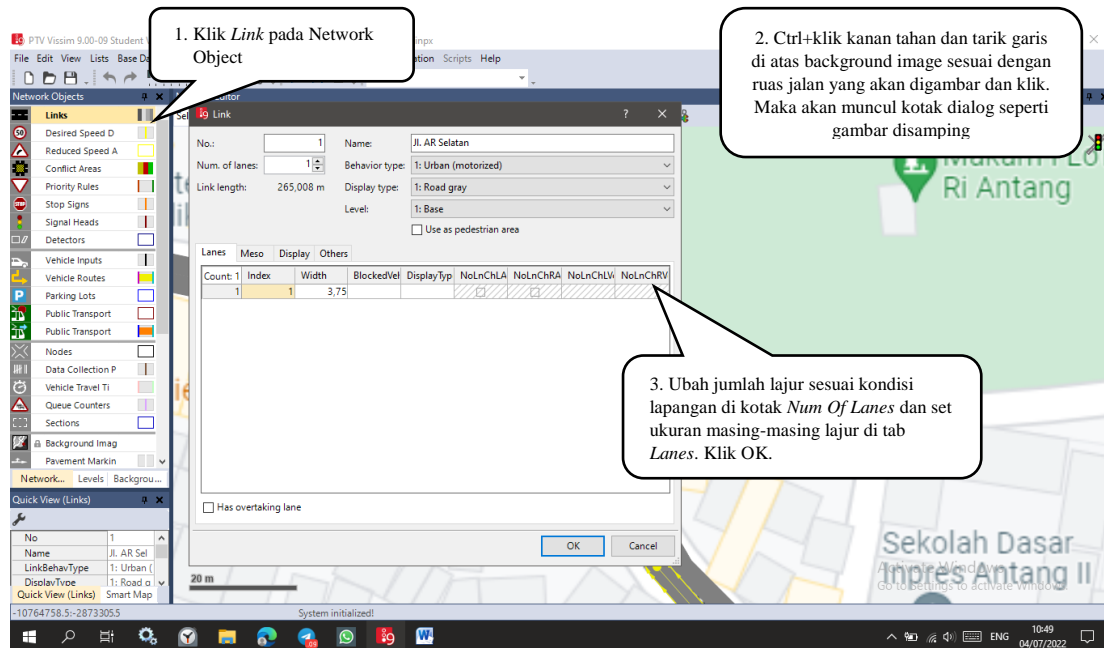 1. Klik Link pada Network
Object
2. Ctrl+klik kanan tahan dan tarik garis
di atas background image sesuai dengan
ruas jalan yang akan digambar dan klik.
Maka akan muncul kotak dialog seperti
gambar disamping
PTV Vissim 9.00-09 Student
.inpx
File Edit View Lists Base Da
Scripts Help
Network Objects
Links
Desired Speed D
Reduced Speed A
Conflict Areas
Priority Rules
Stop Signs
Signal Heads
Detectors
Vehicle Inputs
Vehicle Routes
Parking Lots
Public Transport
Public Transport
Nodes
Data Collection P
Vehicle Travel Ti
Queue Counters
Sections
Background Imag
Pavement Markin
Network... Levels Backgrou...
Quick View (Links)
No 1
Name Jl. AR Sel
LinkBehavType 1: Urban (
DisplayType 1: Road g
Quick View (Links) Smart Map
Link
? ×
No.: 1 Name: Jl. AR Selatan
Num. of lanes: 1 Behavior type: 1: Urban (motorized)
Link length: 265,008 m Display type: 1: Road gray
Level: 1: Base
Use as pedestrian area
Lanes Meso Display Others
Count: 1 Index Width BlockedVel DisplayTyp NoLnChLA NoLnChRA NoLnChLV NoLnChRV
1 1 3,75
Has overtaking lane
OK Cancel
3. Ubah jumlah lajur sesuai kondisi
lapangan di kotak Num Of Lanes dan set
ukuran masing-masing lajur di tab
Lanes. Klik OK.
Ri Antang
Sekolah Dasar
Inpres Antang II
Activate Windows
Go to Settings to activate Windows.
20 m
-10764758.5:-2873305.5 System initialized!
ENG
10:49
04/07/2022